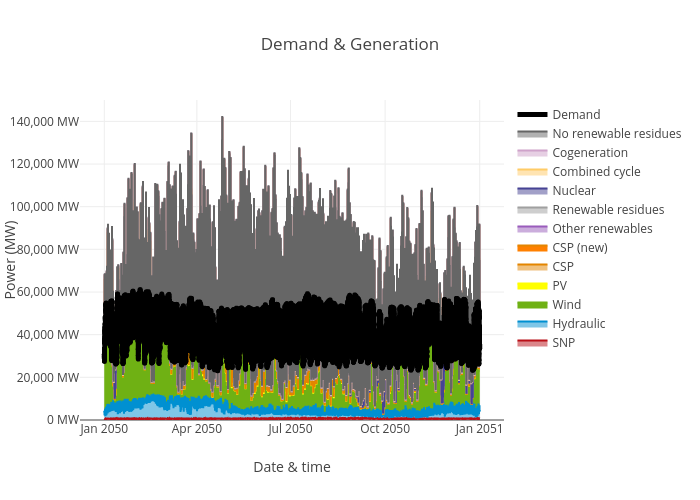 Demand & Generation
140,000 MW
120,000 MW
100,000 MW
80,000 MW
60,000 MW
40,000 MW
20,000 MW
0 MW
Power (MW)
Jan 2050
Apr 2050
Jul 2050
Oct 2050
Jan 2051
Date & time
Demand
No renewable residues
Cogeneration
Combined cycle
Nuclear
Renewable residues
Other renewables
CSP (new)
CSP
PV
Wind
Hydraulic
SNP